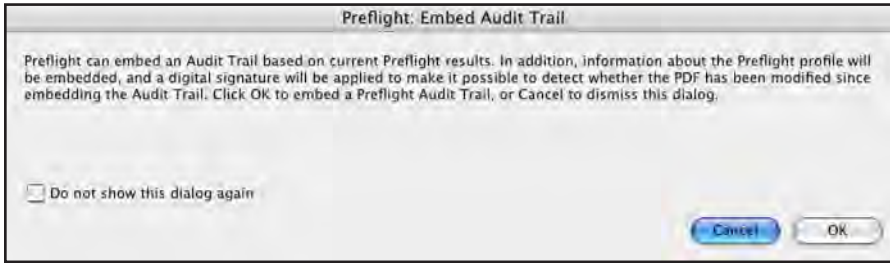 Preflight: Embed Audit Trail
Preflight can embed an Audit Trail based on current Preflight results. In addition, information about the Preflight profile will
be embedded, and a digital signature will be applied to make it possible to detect whether the PDF has been modified since
embedding the Audit Trail. Click OK to embed a Preflight Audit Trail, or Cancel to dismiss this dialog.
Do not show this dialog again
Cancel OK